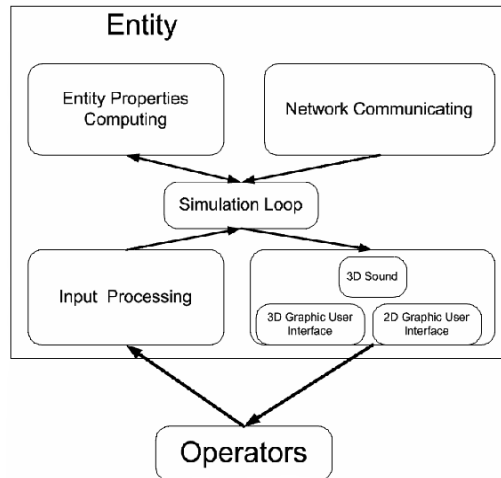 Entity
Entity Properties
Computing
Network Communicating
Simulation Loop
Input Processing
3D Sound
3D Graphic User
Interface
2D Graphic User
Interface
Operators